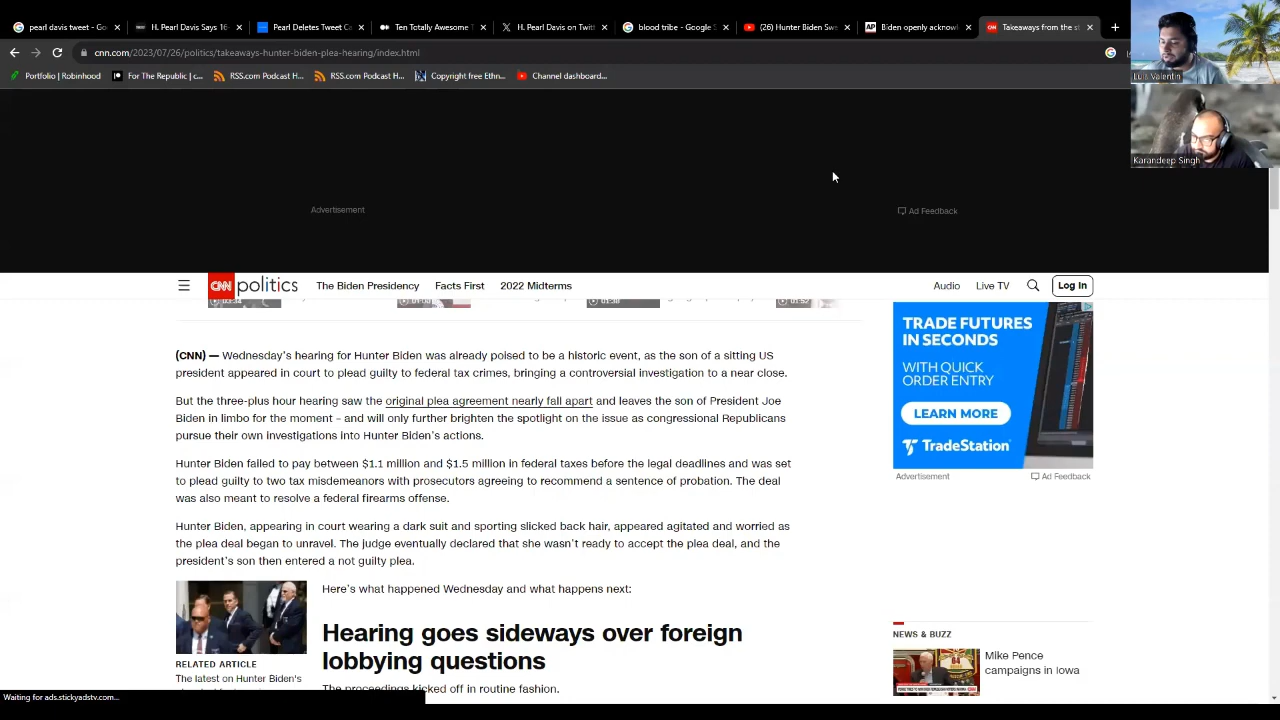 pearl davis tweet - Go
H. Pearl Davis Says 16-
Pearl Deletes Tweet Ca
Ten Totally Awesome T
H. Pearl Davis on Twitt
blood tribe - Google S
(26) Hunter Biden Swe
Biden openly acknowl
Takeaways from the st
cnn.com/2023/07/26/politics/takeaways-hunter-biden-plea-hearing/index.html
Portfolio | Robinhood
For The Republic | c...
RSS.com Podcast H...
RSS.com Podcast H...
Copyright free Ethn...
Channel dashboard...
Luis Valentin
Karandeep Singh
Advertisement
Ad Feedback
CNN politics
The Biden Presidency
Facts First
2022 Midterms
Audio
Live TV
Log In
(CNN) — Wednesday's hearing for Hunter Biden was already poised to be a historic event, as the son of a sitting US
president appeared in court to plead guilty to federal tax crimes, bringing a controversial investigation to a near close.
But the three-plus hour hearing saw the original plea agreement nearly fall apart and leaves the son of President Joe
Biden in limbo for the moment – and will only further brighten the spotlight on the issue as congressional Republicans
pursue their own investigations into Hunter Biden's actions.
Hunter Biden failed to pay between $1.1 million and $1.5 million in federal taxes before the legal deadlines and was set
to plead guilty to two tax misdemeanors with prosecutors agreeing to recommend a sentence of probation. The deal
was also meant to resolve a federal firearms offense.
Hunter Biden, appearing in court wearing a dark suit and sporting slicked back hair, appeared agitated and worried as
the plea deal began to unravel. The judge eventually declared that she wasn't ready to accept the plea deal, and the
president's son then entered a not guilty plea.
Here's what happened Wednesday and what happens next:
Hearing goes sideways over foreign
lobbying questions
The proceedings kicked off in routine fashion.
RELATED ARTICLE
The latest on Hunter Biden's
TRADE FUTURES
IN SECONDS
WITH QUICK
ORDER ENTRY
LEARN MORE
TradeStation
Advertisement
Ad Feedback
NEWS & BUZZ
Mike Pence
campaigns in Iowa
Waiting for ads.stickyadstv.com...